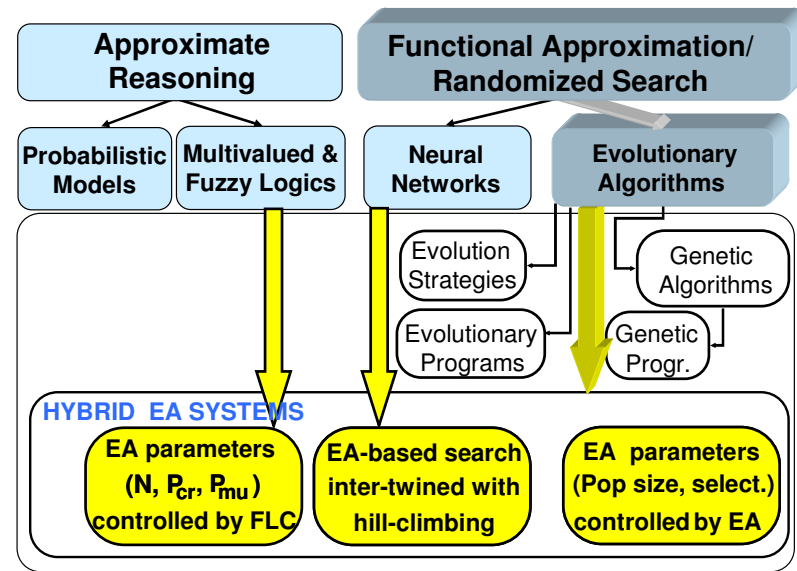 Approximate
Reasoning
Functional Approximation/
Randomized Search
Probabilistic
Models
Multivalued &
Fuzzy Logics
Neural
Networks
Evolutionary
Algorithms
Evolution
Strategies
Genetic
Algorithms
Evolutionary
Programs
Genetic
Progr.
HYBRID EA SYSTEMS
EA parameters
(N, Pcr, Pmu)
controlled by FLC
EA-based search
inter-twined with
hill-climbing
EA parameters
(Pop size, select.)
controlled by EA